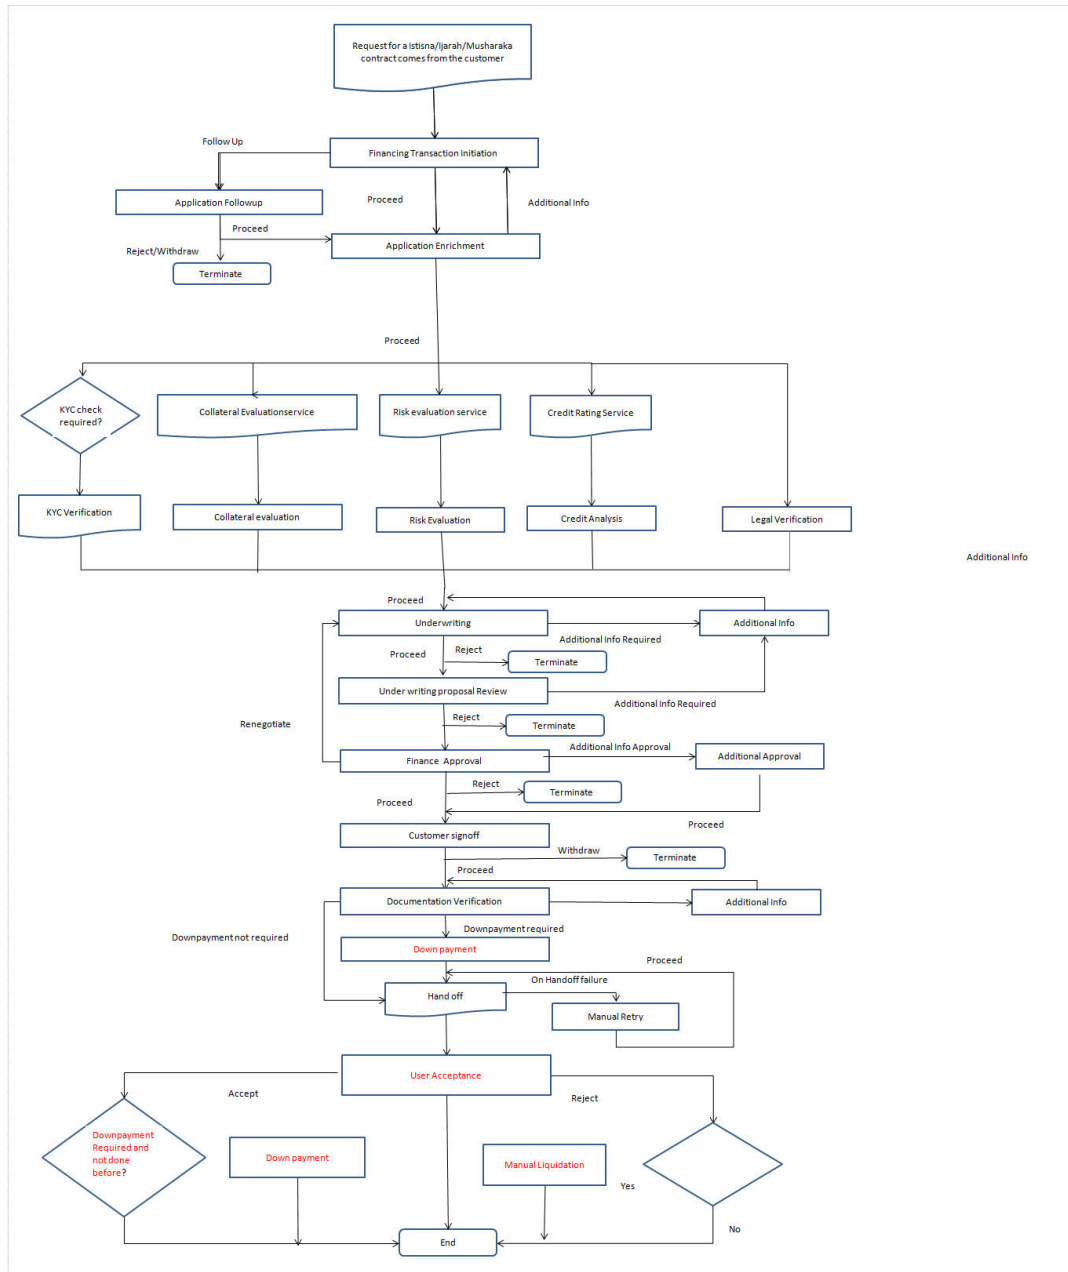 Request for a Istisna/Ijarah/Musharaka
contract comes from the customer
Follow Up
Financing Transaction Initiation
Proceed
Additional Info
Application Followup
Proceed
Application Enrichment
Reject/Withdraw
Terminate
Proceed
KYC check
required?
Collateral Evaluationservice
Risk evaluation service
Credit Rating Service
KYC Verification
Collateral evaluation
Risk Evaluation
Credit Analysis
Legal Verification
Additional Info
Proceed
Underwriting
Additional Info
Additional Info Required
Proceed
Reject
Terminate
Under writing proposal Review
Additional Info Required
Renegotiate
Reject
Terminate
Additional Info Approval
Finance Approval
Additional Approval
Reject
Terminate
Proceed
Proceed
Customer signoff
Withdraw
Terminate
Proceed
Documentation Verification
Additional Info
Downpayment not required
Downpayment required
Down payment
Proceed
On Handoff failure
Hand off
Manual Retry
User Acceptance
Accept
Reject
Downpayment
Required and
not done
before?
Down payment
Manual Liquidation
Yes
No
End